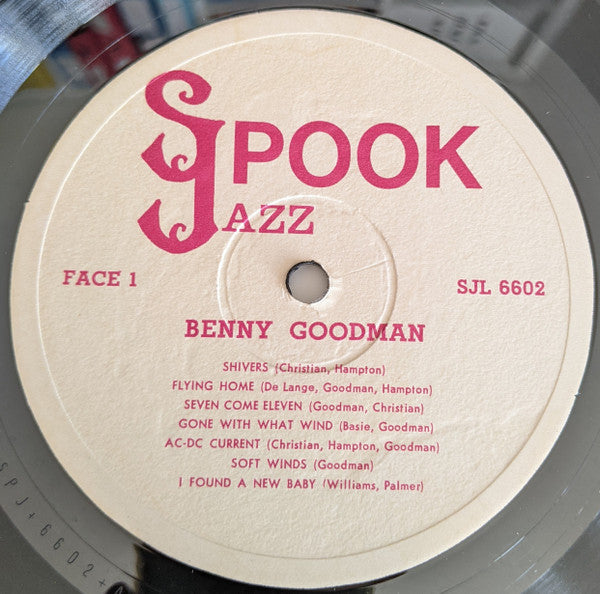 SPOOK
JAZZ
FACE 1
SJL 6602
BENNY GOODMAN
SHIVERS (Christian, Hampton)
FLYING HOME (De Lange, Goodman, Hampton)
SEVEN COME ELEVEN (Goodman, Christian)
GONE WITH WHAT WIND (Basie, Goodman)
AC-DC CURRENT (Christian, Hampton, Goodman)
SOFT WINDS (Goodman)
I FOUND A NEW BABY (Williams, Palmer)
SPJ+6602+